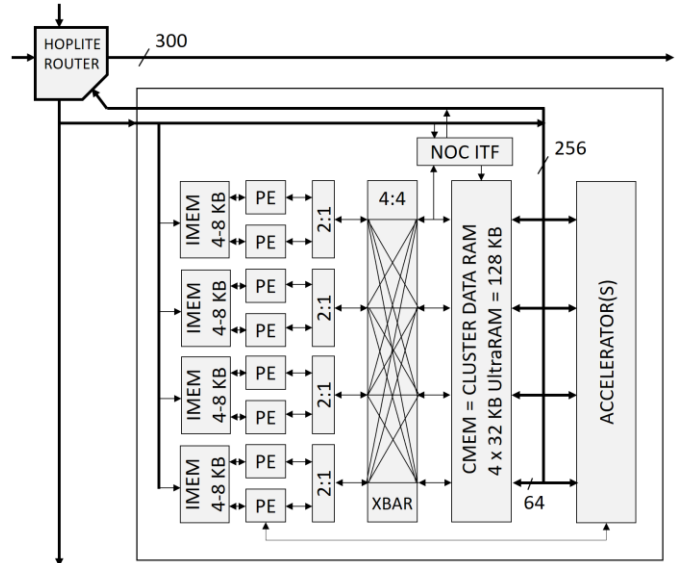 HOPLITE
ROUTER
300
NOC ITF
256
IMEM
4-8 KB
PE
PE
2:1
IMEM
4-8 KB
PE
PE
2:1
IMEM
4-8 KB
PE
PE
2:1
IMEM
4-8 KB
PE
PE
2:1
4:4
XBAR
CMEM = CLUSTER DATA RAM
4 x 32 KB UltraRAM = 128 KB
64
ACCELERATOR(S)